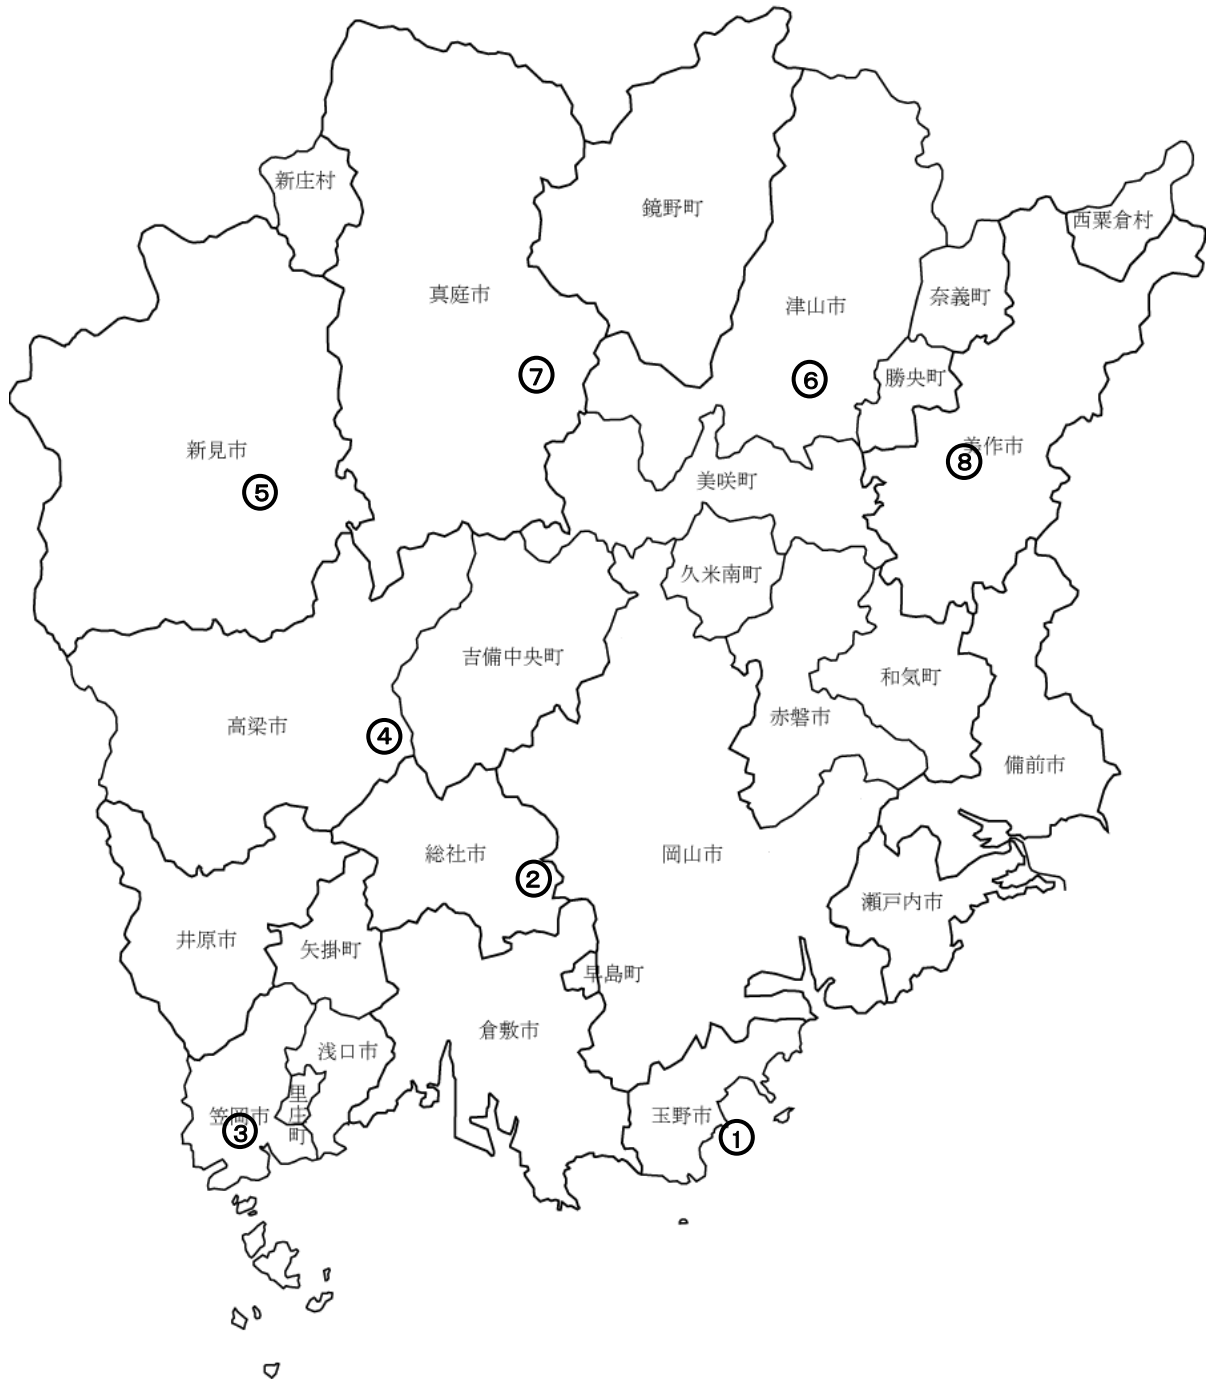 新庄村
鏡野町
西粟倉村
真庭市
津山市
奈義町
⑦
⑥
勝央町
新見市
美作市
⑧
⑤
美咲町
久米南町
吉備中央町
和気町
高梁市
④
赤磐市
備前市
総社市
岡山市
②
瀬戸内市
井原市
矢掛町
早島町
倉敷市
浅口市
里庄町
笠岡市
③
玉野市
①